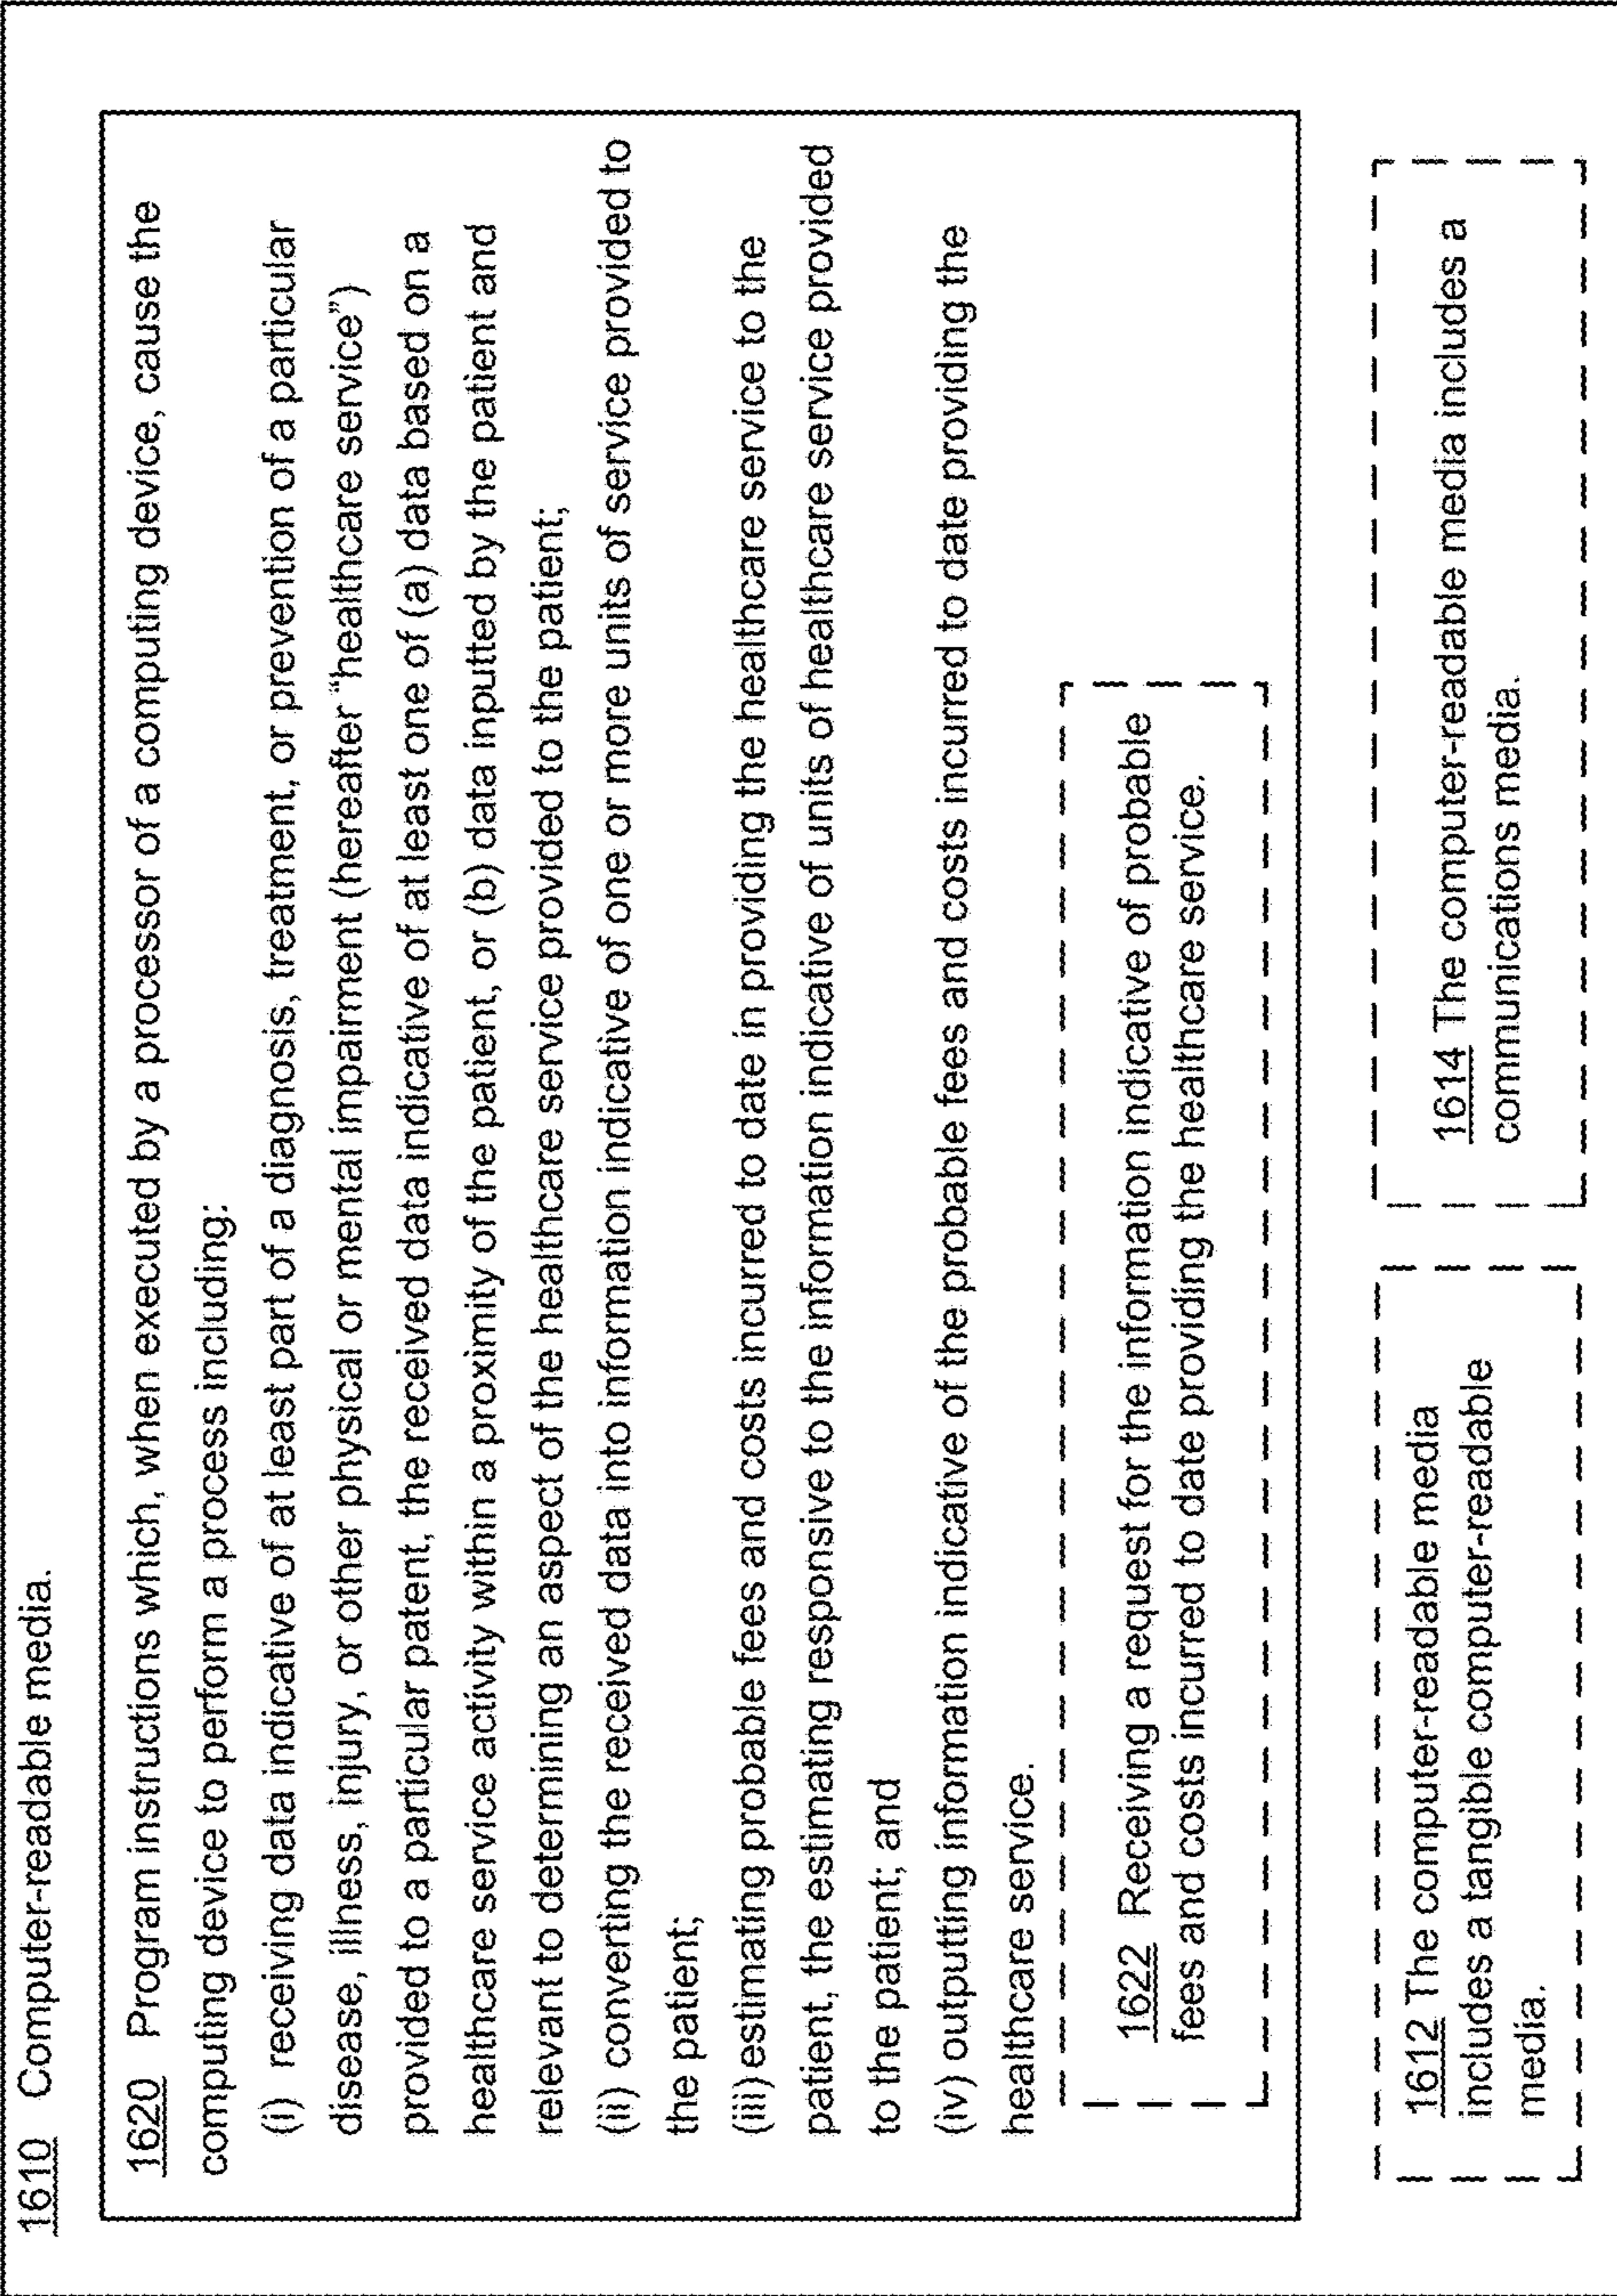 1610 Computer-readable media.
1620 Program instructions which, when executed by a processor of a computing device, cause the
computing device to perform a process including:
(i) receiving data indicative of at least part of a diagnosis, treatment, or prevention of a particular
disease, illness, injury, or other physical or mental impairment (hereafter "healthcare service")
provided to a particular patent, the received data indicative of at least one of (a) data based on a
healthcare service activity within a proximity of the patient, or (b) data inputted by the patient and
relevant to determining an aspect of the healthcare service provided to the patient;
(ii) converting the received data into information indicative of one or more units of service provided to
the patient;
(iii) estimating probable fees and costs incurred to date in providing the healthcare service to the
patient, the estimating responsive to the information indicative of units of healthcare service provided
to the patient; and
(iv) outputting information indicative of the probable fees and costs incurred to date providing the
healthcare service.
1622 Receiving a request for the information indicative of probable
fees and costs incurred to date providing the healthcare service.
1612 The computer-readable media
includes a tangible computer-readable
media.
1614 The computer-readable media includes a
communications media.